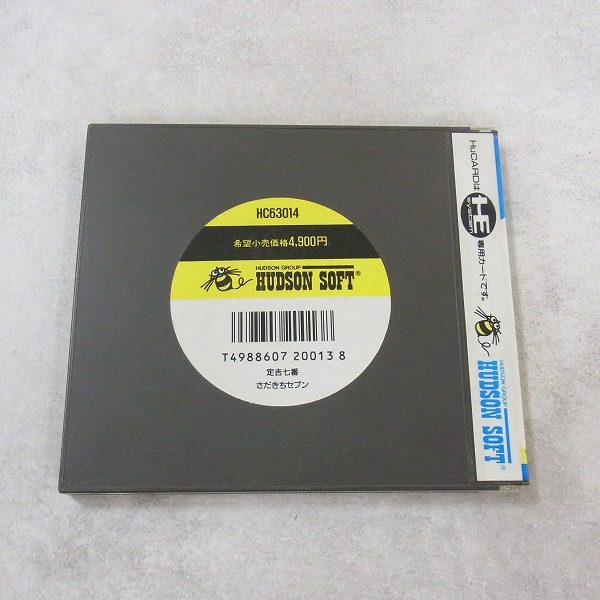 HC63014
希望小売価格4,900円
HUDSON GROUP
HUDSON SOFT®
T4988607 20013 8
定吉七番
さだきちセブン
HuCARDは
HE
SYSTEM
専用カードです。
HUDSON GROUP
HUDSON SOFT®